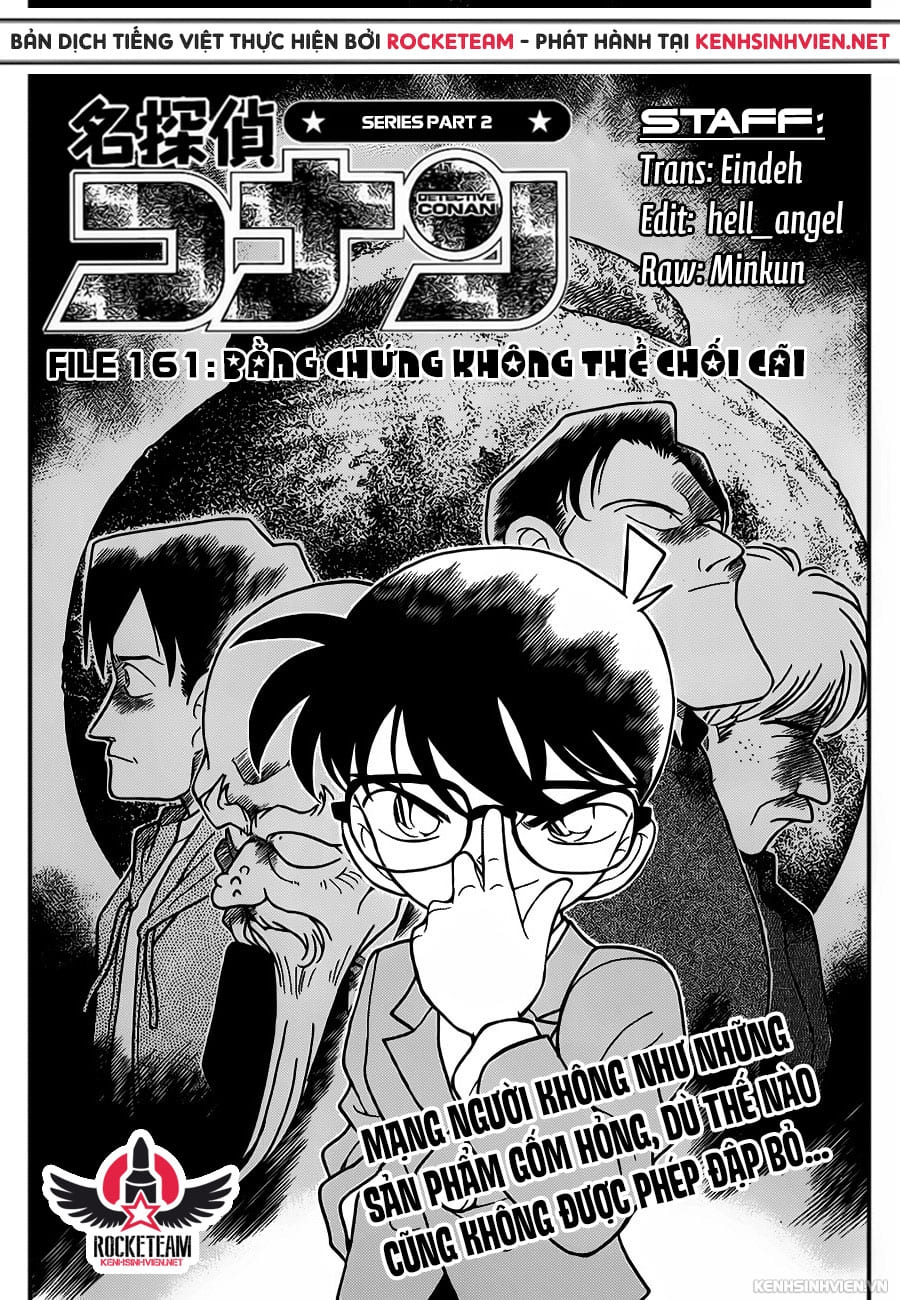 BẢN DỊCH TIẾNG VIỆT THỰC HIỆN BỞI ROCKETEAM - PHÁT HÀNH TẠI KENHSINHVIEN.NET
名探偵
SERIES PART 2
コナン
DETECTIVE
CONAN
STAFF:
Trans: Eindeh
Edit: hell_angel
Raw: Minkun
FILE 161: BẰNG CHỨNG KHÔNG THỂ CHỐI CÃI
MẠNG NGƯỜI KHÔNG NHƯ NHỮNG
SẢN PHẨM GỐM HỎNG, DÙ THẾ NÀO
CŨNG KHÔNG ĐƯỢC PHÉP ĐẬP BỎ...
ROCKETEAM
KENHSINHVIEN.NET
KENHSINHVIEN.VN